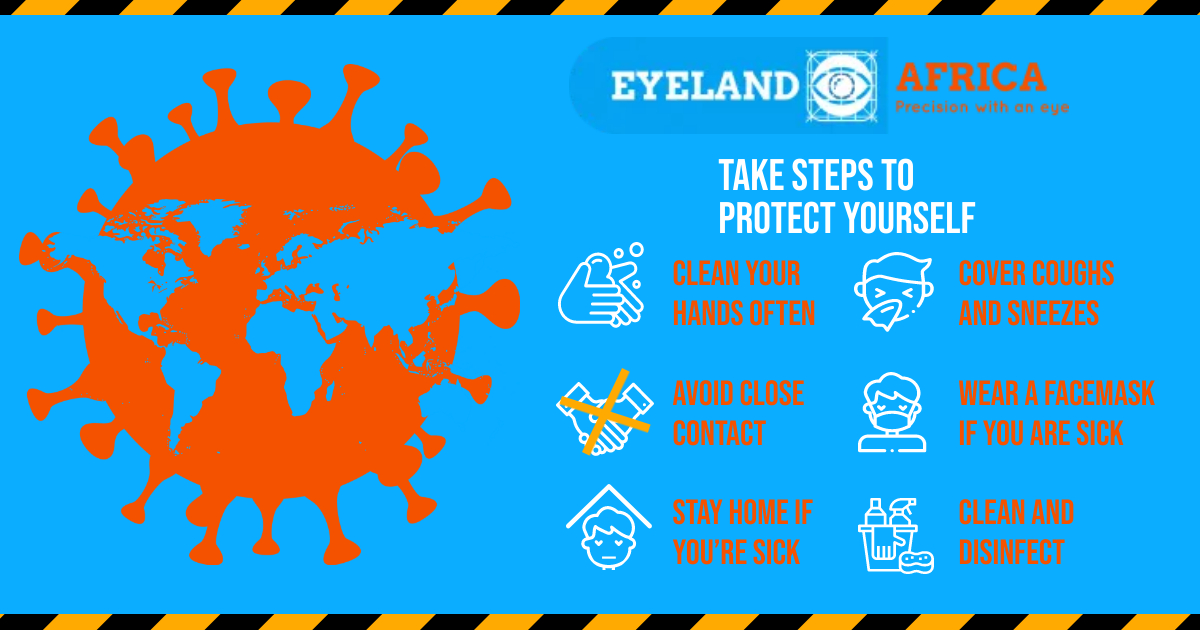 EYELAND AFRICA
Precision with an eye
TAKE STEPS TO
PROTECT YOURSELF
CLEAN YOUR
HANDS OFTEN
COVER COUGHS
AND SNEEZES
AVOID CLOSE
CONTACT
WEAR A FACEMASK
IF YOU ARE SICK
STAY HOME IF
YOU'RE SICK
CLEAN AND
DISINFECT